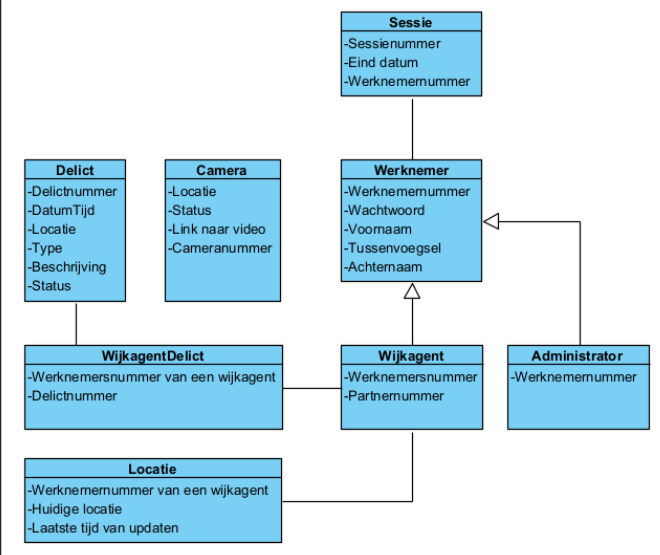 Sessie
-Sessienummer
-Eind datum
-Werknemernummer
Delict
-Delictnummer
-DatumTijd
-Locatie
-Type
-Beschrijving
-Status
Camera
-Locatie
-Status
-Link naar video
-Cameranummer
Werknemer
-Werknemernummer
-Wachtwoord
-Voornaam
-Tussenvoegsel
-Achternaam
WijkagentDelict
-Werknemersnummer van een wijkagent
-Delictnummer
Wijkagent
-Werknemersnummer
-Partnernummer
Administrator
-Werknemernummer
Locatie
-Werknemernummer van een wijkagent
-Huidige locatie
-Laatste tijd van updaten